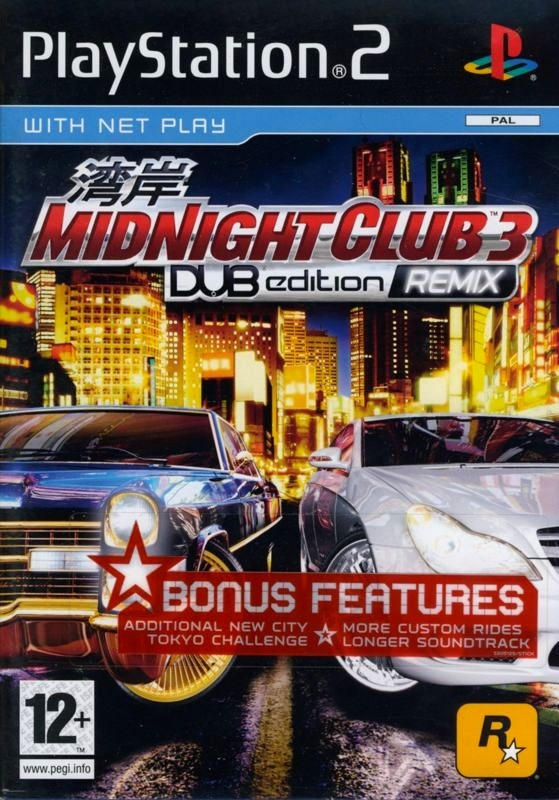 PlayStation®2
WITH NET PLAY
PAL
湾岸
MIDNIGHT CLUB 3™
DUB edition REMIX
BONUS FEATURES
ADDITIONAL NEW CITY
TOKYO CHALLENGE
MORE CUSTOM RIDES
LONGER SOUNDTRACK
12+
www.pegi.info
R